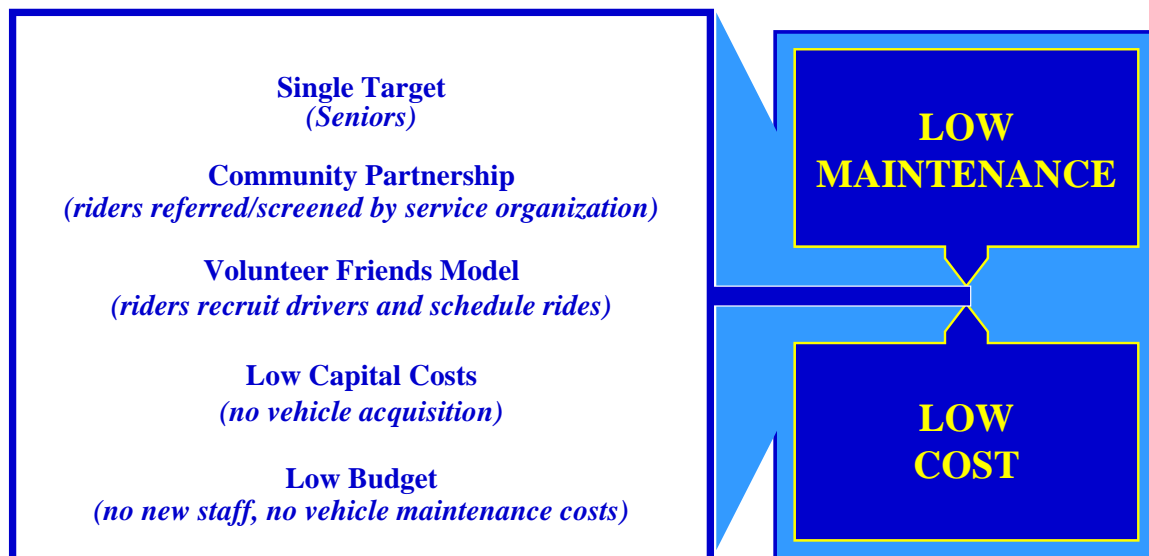 Single Target
(Seniors)
Community Partnership
(riders referred/screened by service organization)
Volunteer Friends Model
(riders recruit drivers and schedule rides)
Low Capital Costs
(no vehicle acquisition)
Low Budget
(no new staff, no vehicle maintenance costs)
LOW
MAINTENANCE
LOW
COST